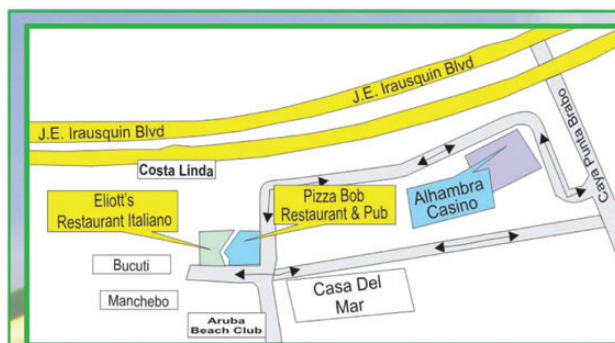 J.E. Irausquin Blvd
J.E. Irausquin Blvd
Caya Punta Brabo
Costa Linda
Eliott's
Restaurant Italiano
Pizza Bob
Restaurant & Pub
Alhambra
Casino
Bucuti
Manchebo
Casa Del
Mar
Aruba
Beach Club